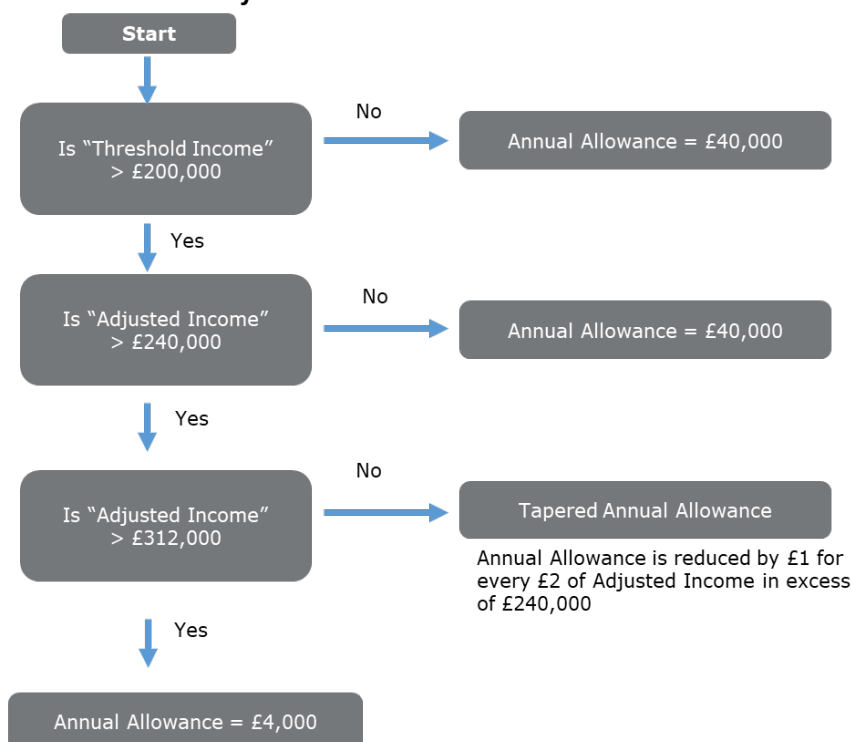 Start
Is “Threshold Income”
> £200,000
No
Annual Allowance = £40,000
Yes
Is “Adjusted Income”
> £240,000
No
Annual Allowance = £40,000
Yes
Is “Adjusted Income”
> £312,000
No
Tapered Annual Allowance
Annual Allowance is reduced by £1 for
every £2 of Adjusted Income in excess
of £240,000
Yes
Annual Allowance = £4,000